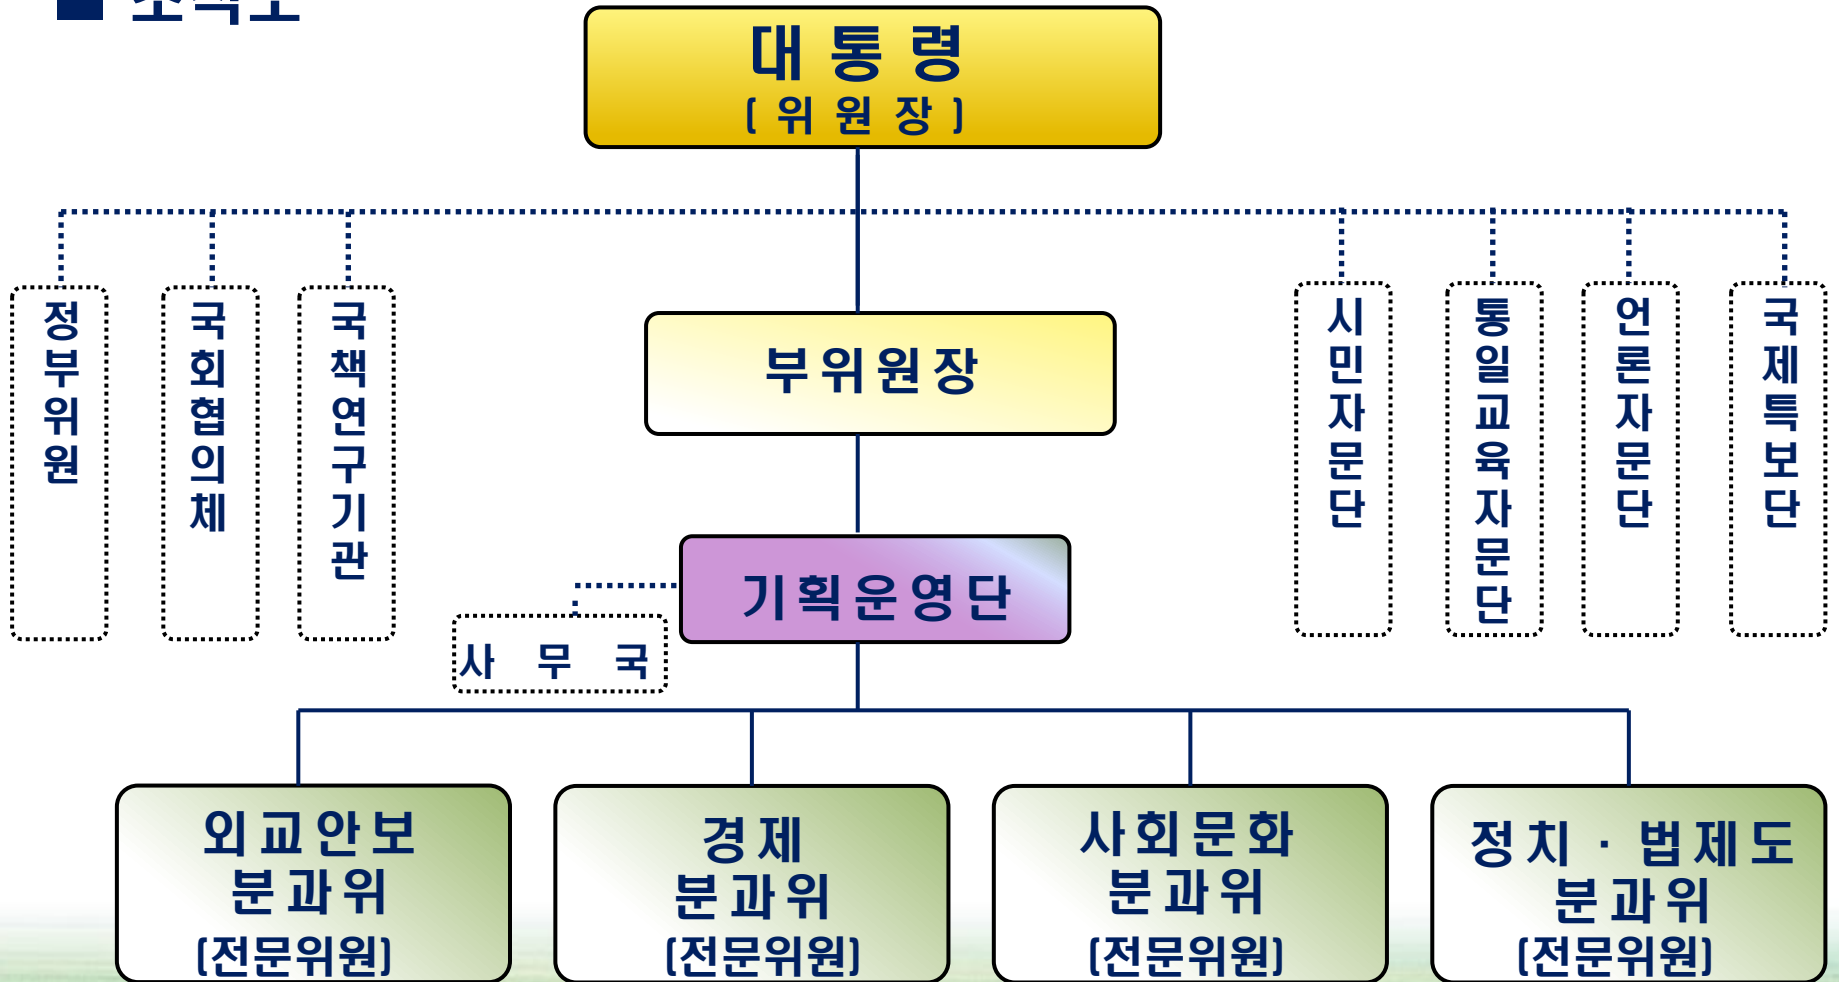 ■ 조직도
대 통 령
( 위 원 장 )
정부위원
국회협의체
국책연구기관
시민자문단
통일교육자문단
언론자문단
국제특보단
부위원장
기획운영단
사 무 국
외교안보
분과위
(전문위원)
경제
분과위
(전문위원)
사회문화
분과위
(전문위원)
정치 · 법제도
분과위
(전문위원)